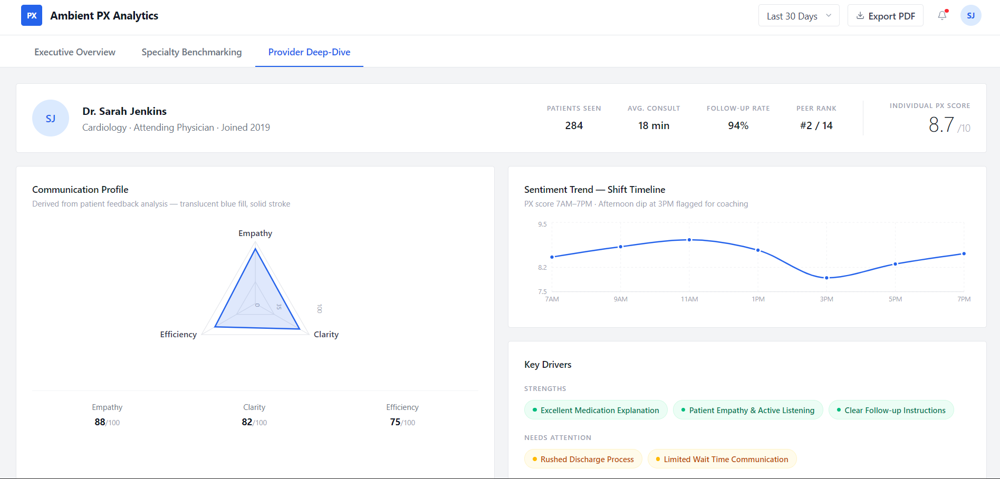 PX
Ambient PX Analytics
Last 30 Days
Export PDF
SJ
Executive Overview
Specialty Benchmarking
Provider Deep-Dive
SJ
Dr. Sarah Jenkins
Cardiology · Attending Physician · Joined 2019
PATIENTS SEEN
284
AVG. CONSULT
18 min
FOLLOW-UP RATE
94%
PEER RANK
#2 / 14
INDIVIDUAL PX SCORE
8.7 /10
Communication Profile
Derived from patient feedback analysis — translucent blue fill, solid stroke
Empathy
0
35
100
Efficiency
Clarity
Empathy
88/100
Clarity
82/100
Efficiency
75/100
Sentiment Trend — Shift Timeline
PX score 7AM–7PM · Afternoon dip at 3PM flagged for coaching
9.5
8.2
7.5
7AM
9AM
11AM
1PM
3PM
5PM
7PM
Key Drivers
STRENGTHS
Excellent Medication Explanation
Patient Empathy & Active Listening
Clear Follow-up Instructions
NEEDS ATTENTION
Rushed Discharge Process
Limited Wait Time Communication